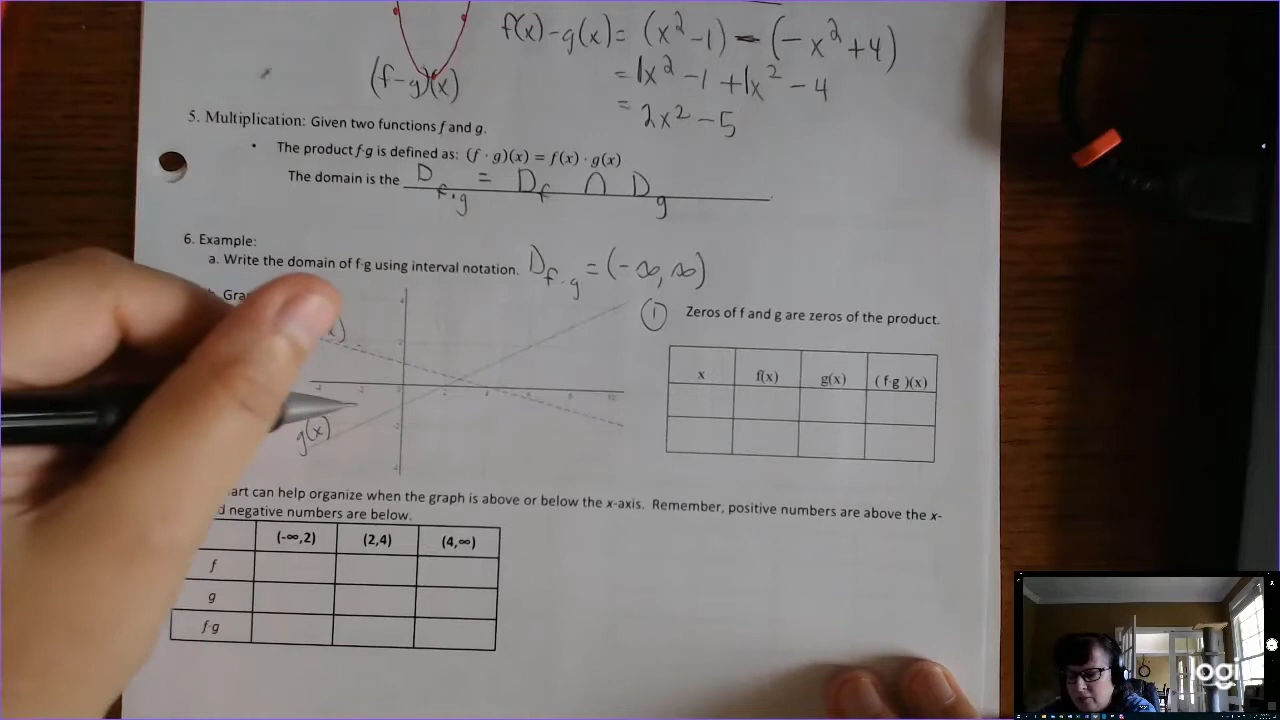 f(x)-g(x) = (x²-1) - (-x²+4)
= 1x² - 1 + 1x² - 4
(f-g)(x)
= 2x² - 5
5. Multiplication: Given two functions f and g.
• The product f·g is defined as: (f · g)(x) = f(x) · g(x)
The domain is the D f·g = D f ∩ D g
6. Example:
a. Write the domain of f·g using interval notation. D f·g = (-∞, ∞)
b. Gra
① Zeros of f and g are zeros of the product.
x f(x) g(x) (f·g)(x)
g(x)
art can help organize when the graph is above or below the x-axis. Remember, positive numbers are above the x-
d negative numbers are below.
(-∞,2) (2,4) (4,∞)
f
g
f·g
logi